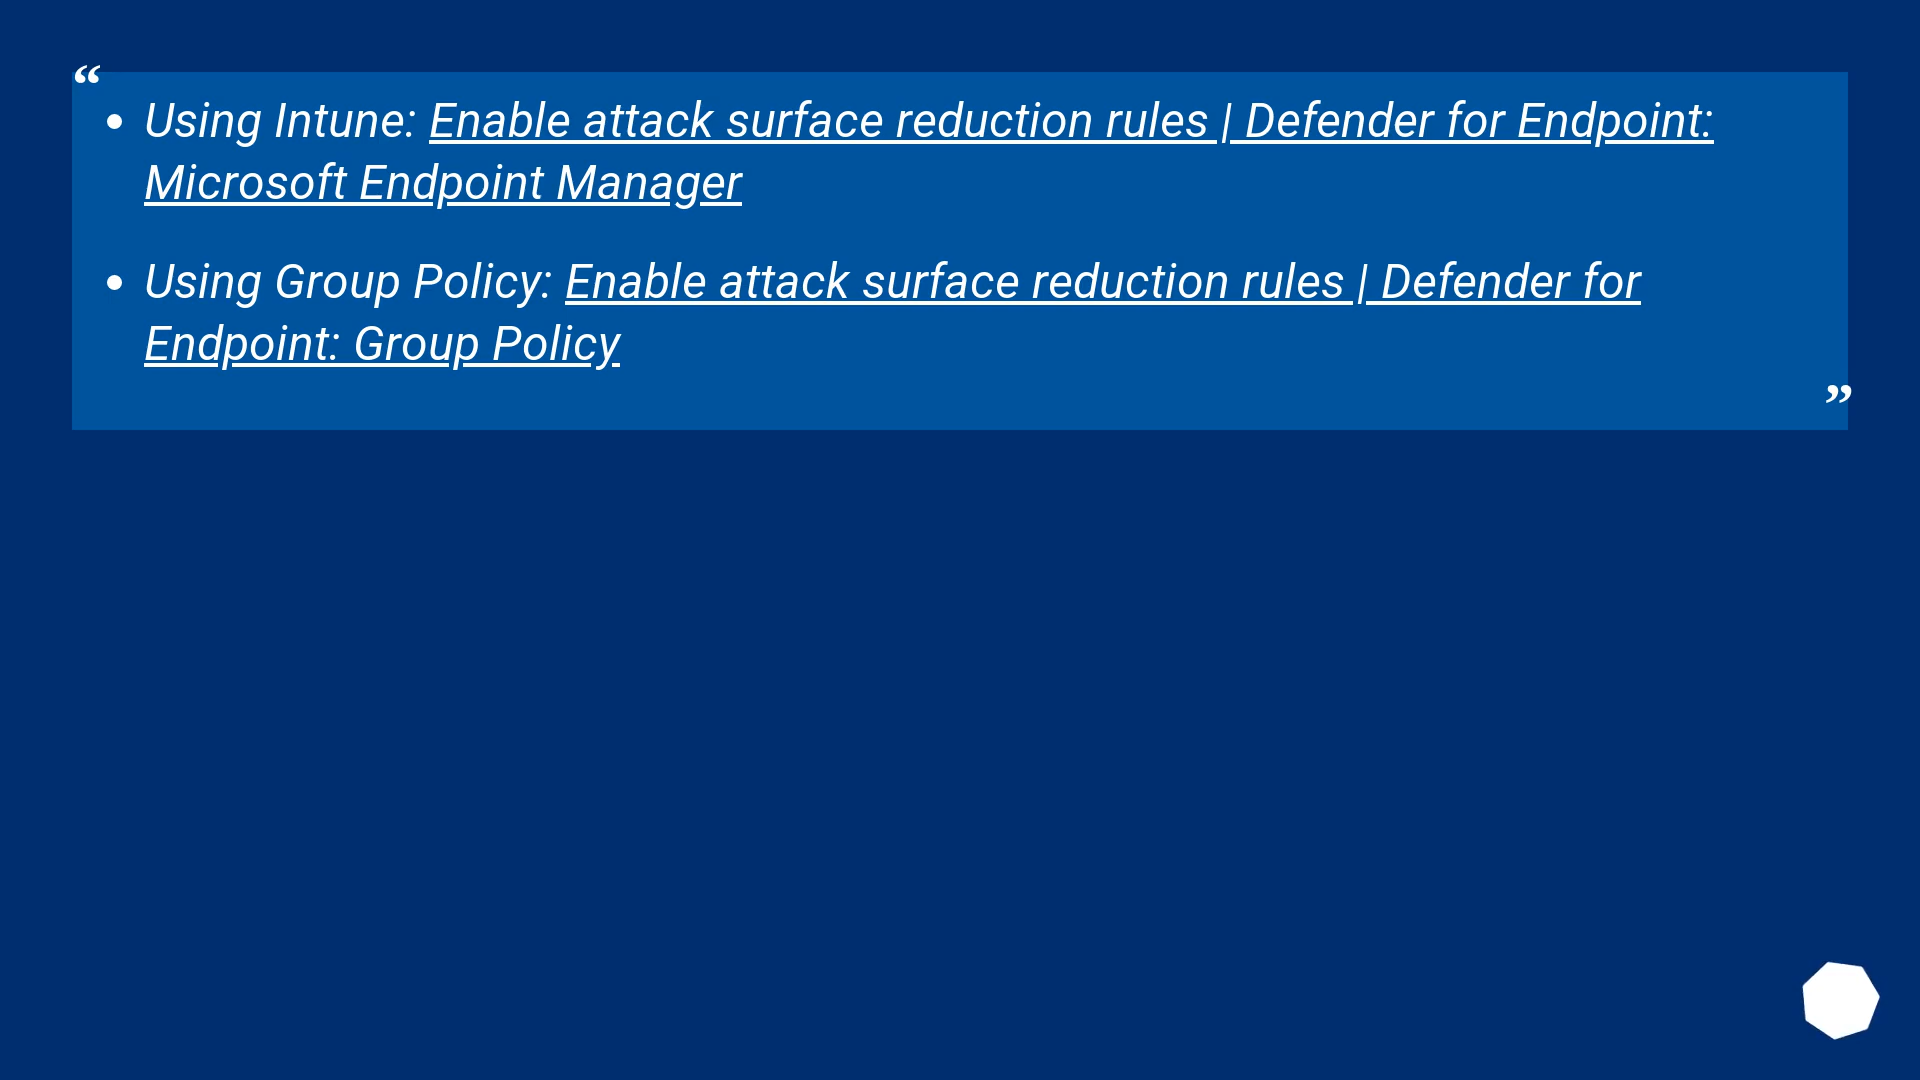 “
• Using Intune: Enable attack surface reduction rules | Defender for Endpoint:
Microsoft Endpoint Manager
• Using Group Policy: Enable attack surface reduction rules | Defender for
Endpoint: Group Policy
”